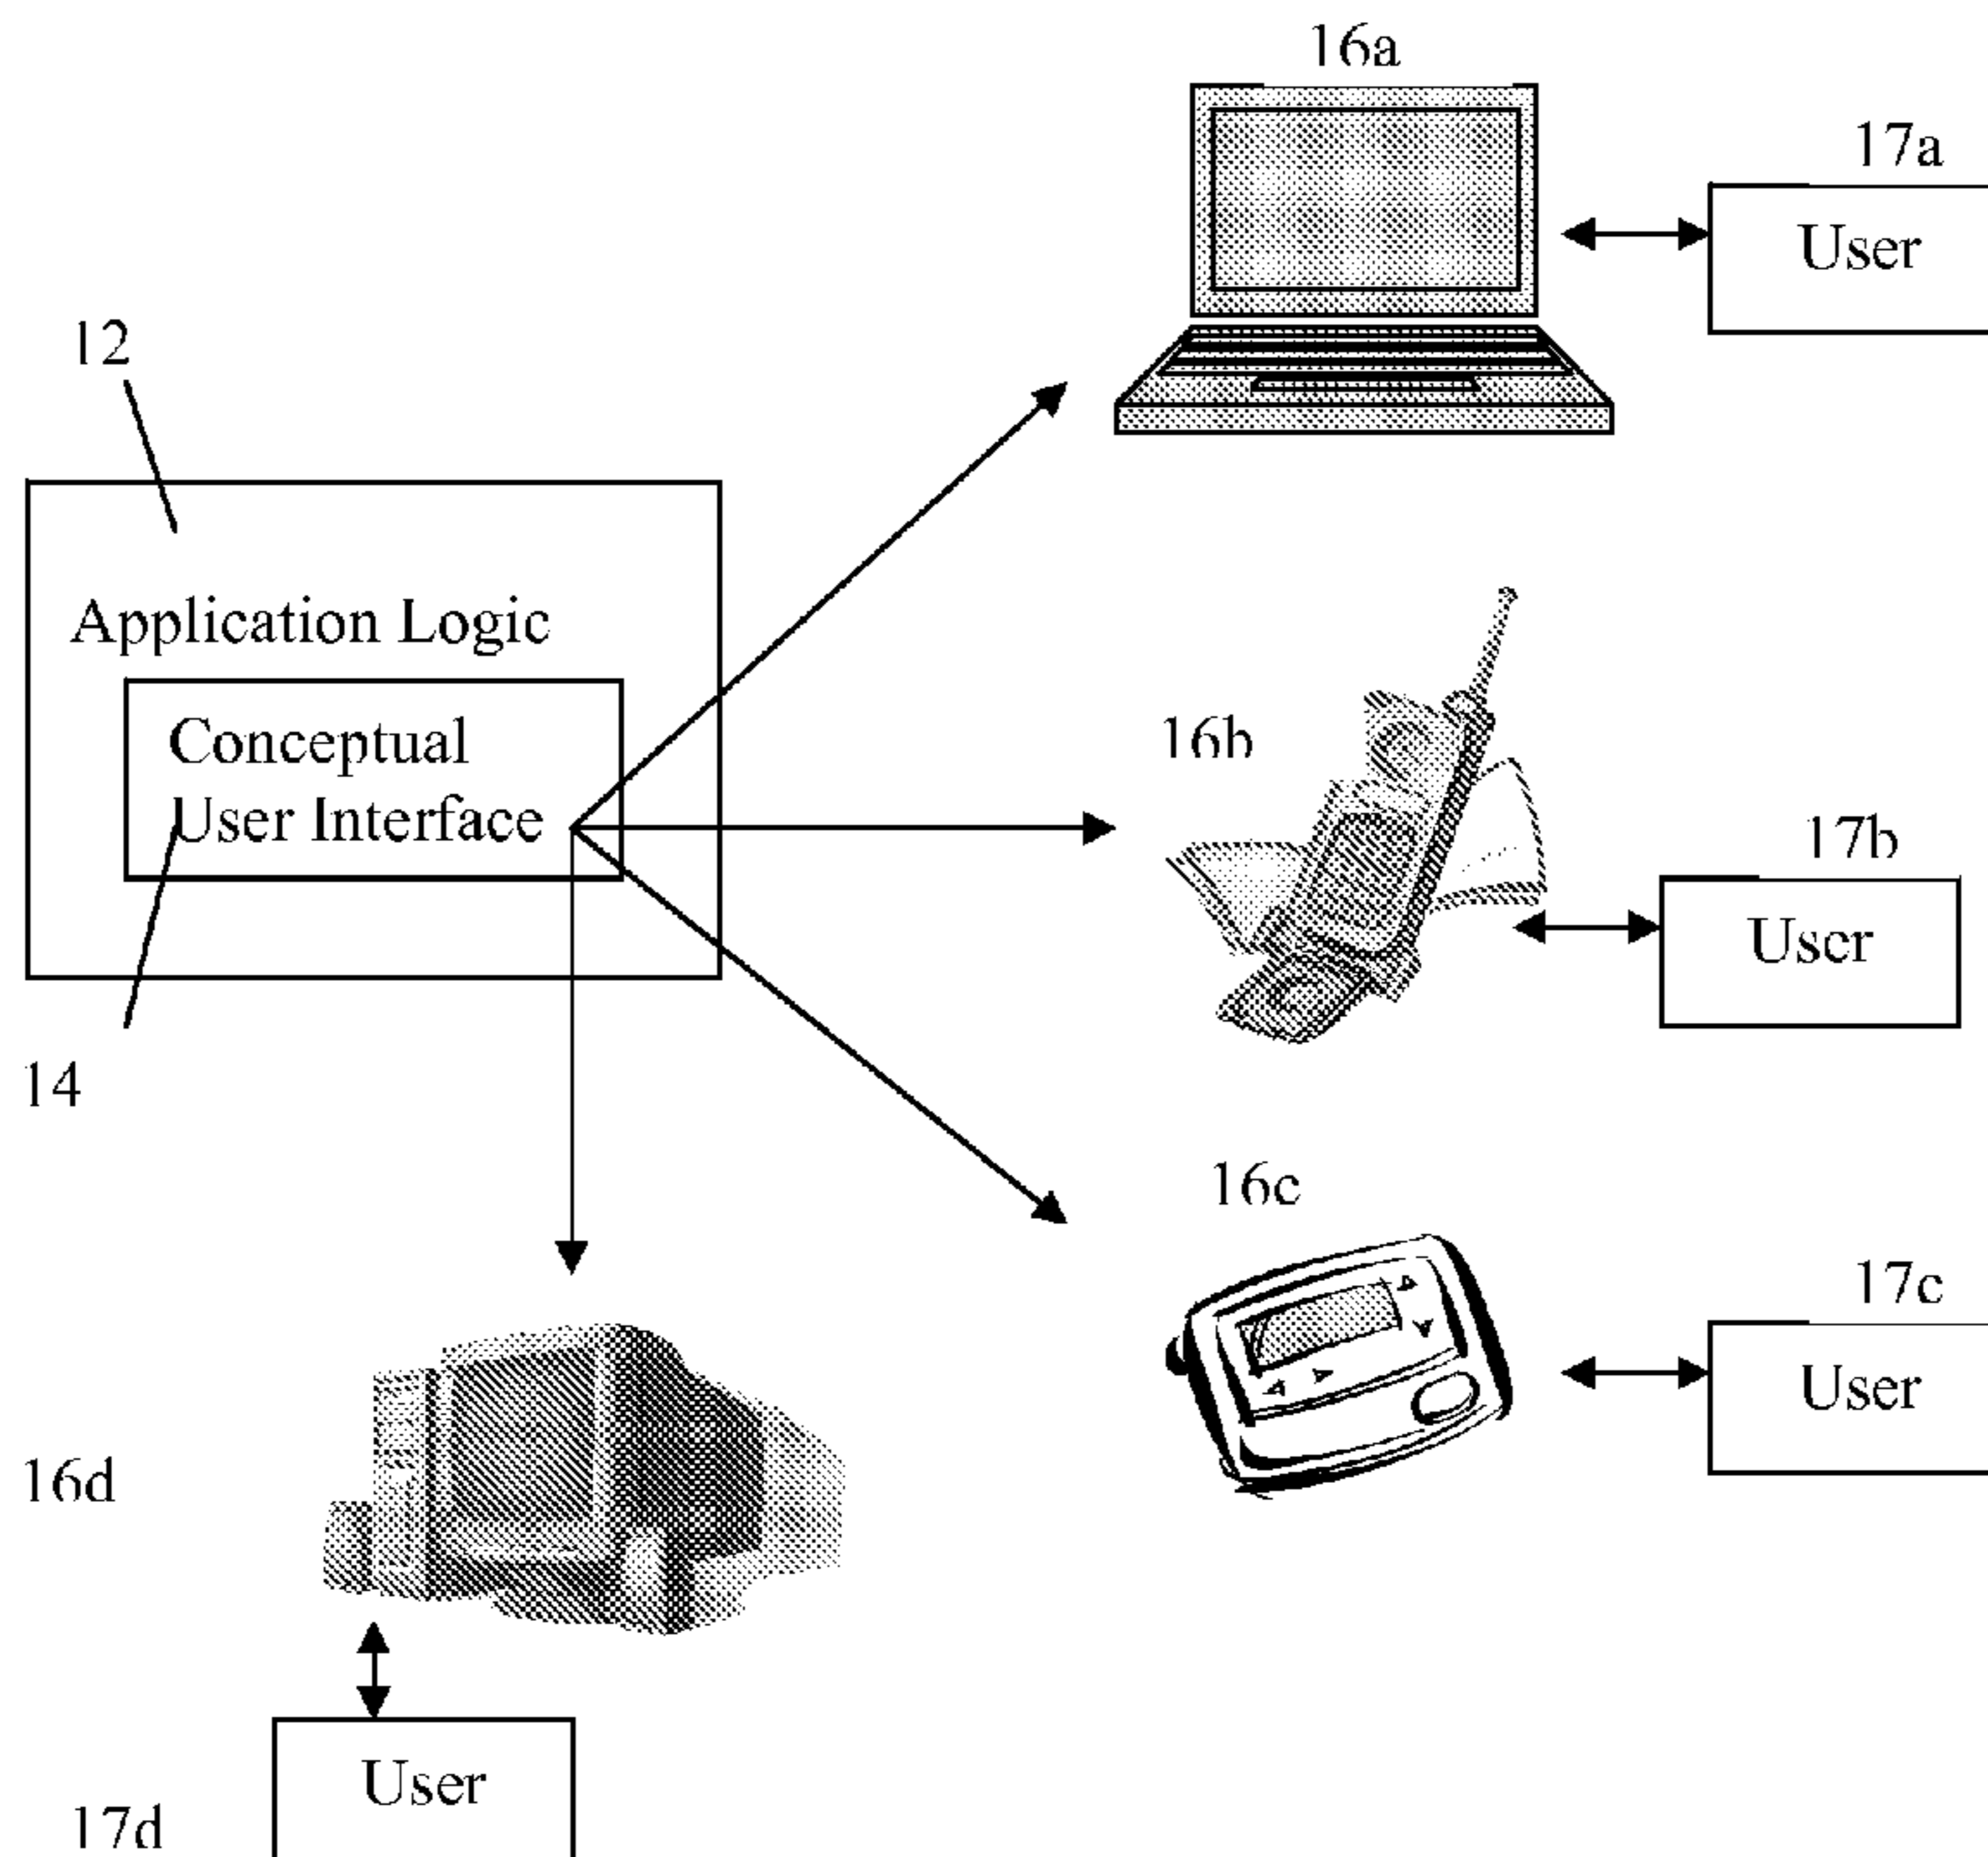 16a
17a
User
12
Application Logic
Conceptual
User Interface
16b
17b
User
14
16c
17c
User
16d
User
17d